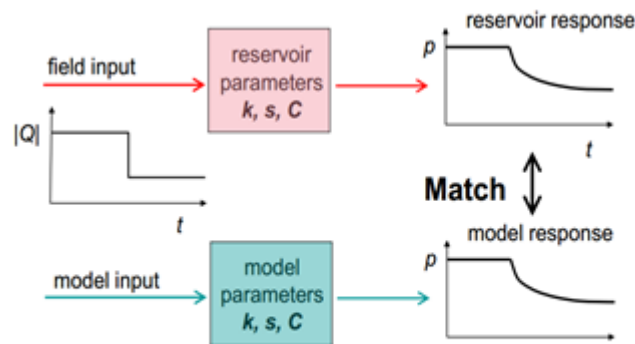 reservoir response
field input
reservoir
parameters
k, s, C
p
t
|Q|
t
Match
model response
model input
model
parameters
k, s, C
p
t